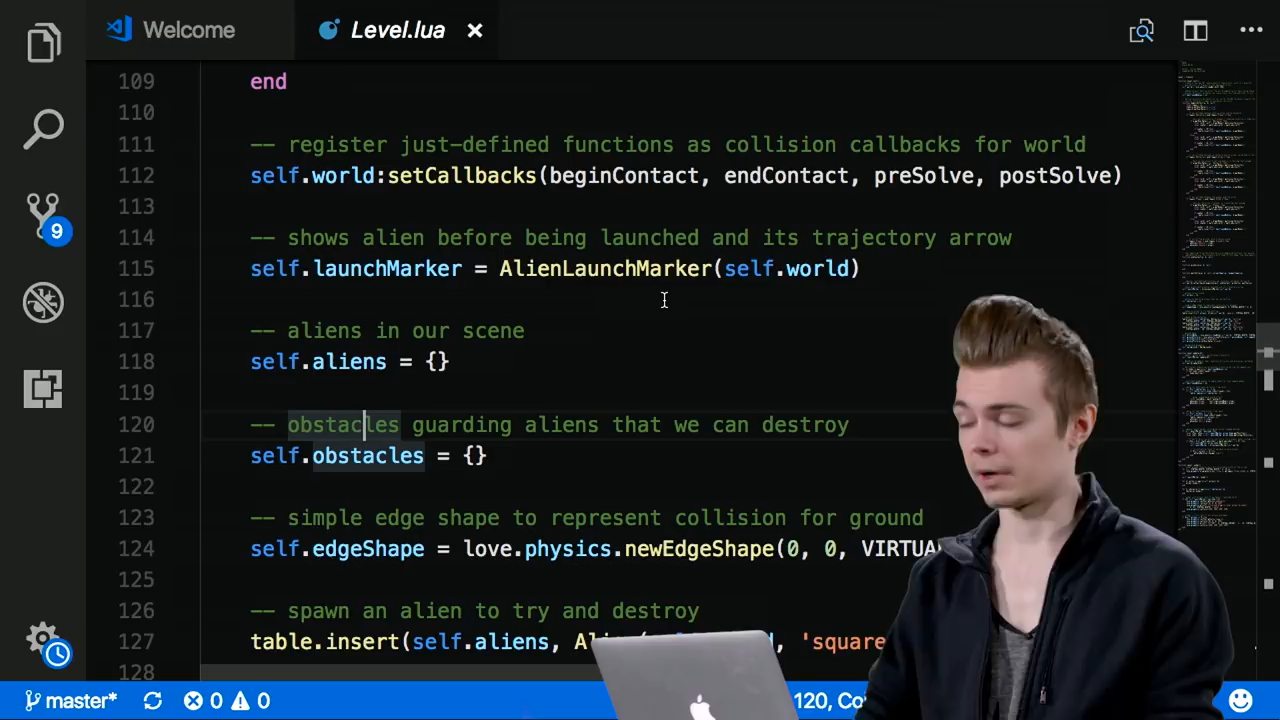 Welcome
Level.lua
109 end
110
111 -- register just-defined functions as collision callbacks for world
112 self.world:setCallbacks(beginContact, endContact, preSolve, postSolve)
113
114 -- shows alien before being launched and its trajectory arrow
115 self.launchMarker = AlienLaunchMarker(self.world)
116
117 -- aliens in our scene
118 self.aliens = {}
119
120 -- obstacles guarding aliens that we can destroy
121 self.obstacles = {}
122
123 -- simple edge shape to represent collision for ground
124 self.edgeShape = love.physics.newEdgeShape(0, 0,
125
126 -- spawn an alien to try and destroy
127 table.insert(self.aliens, 'square
128
9
master* 0 0 120,